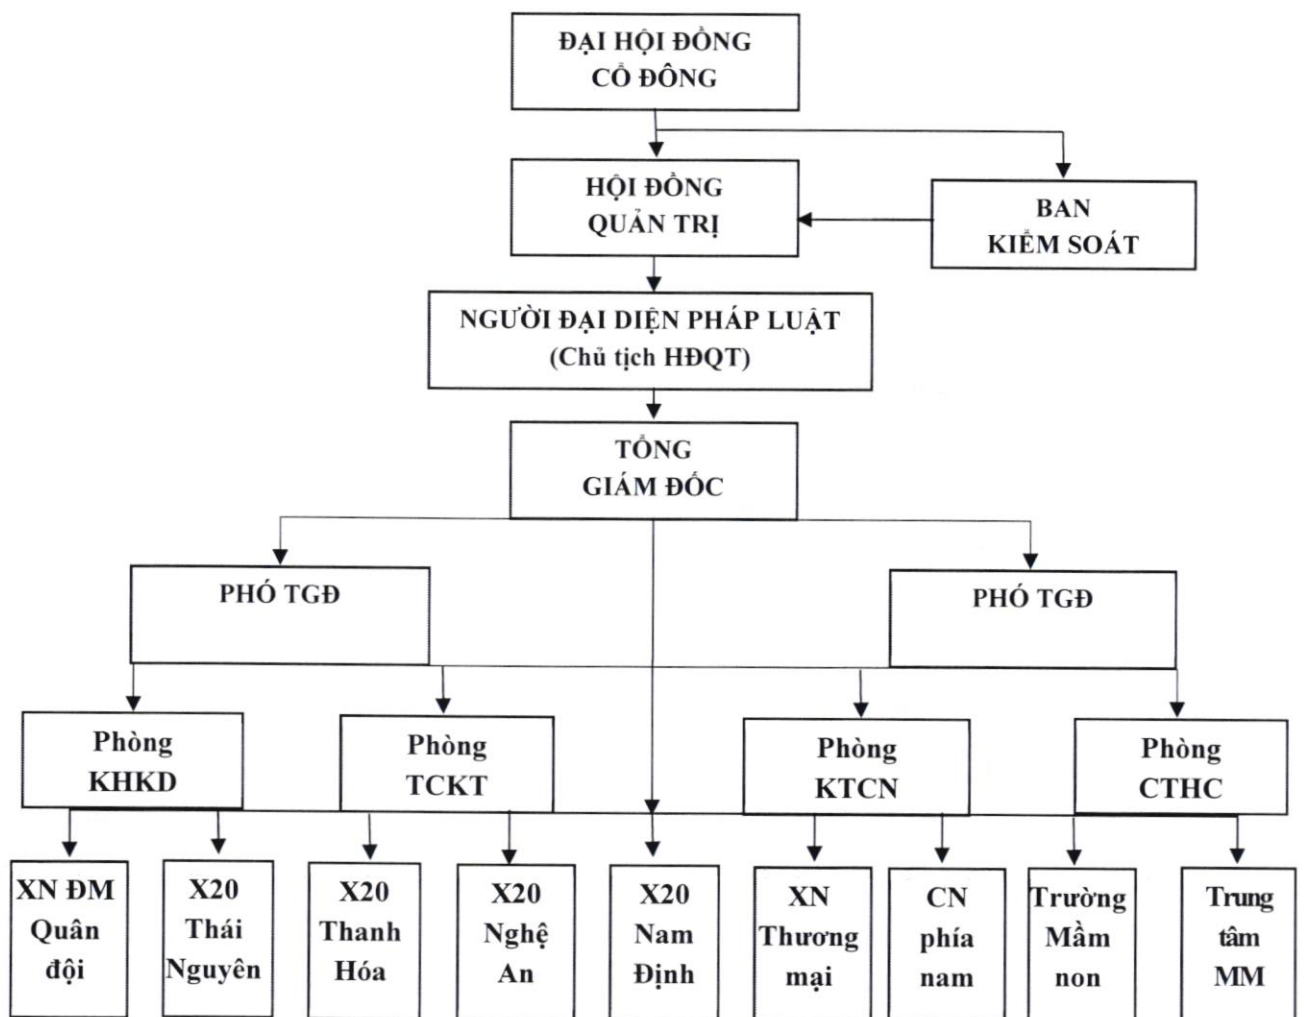 ĐẠI HỘI ĐỒNG
CỔ ĐÔNG
HỘI ĐỒNG
QUẢN TRỊ
BAN
KIỂM SOÁT
NGƯỜI ĐẠI DIỆN PHÁP LUẬT
(Chủ tịch HĐQT)
TỔNG
GIÁM ĐỐC
PHÓ TGĐ
PHÓ TGĐ
Phòng
KHKD
Phòng
TCKT
Phòng
KTCN
Phòng
CTHC
XN ĐM
Quân
đội
X20
Thái
Nguyên
X20
Thanh
Hóa
X20
Nghệ
An
X20
Nam
Định
XN
Thương
mại
CN
phía
nam
Trường
Mầm
non
Trung
tâm
MM